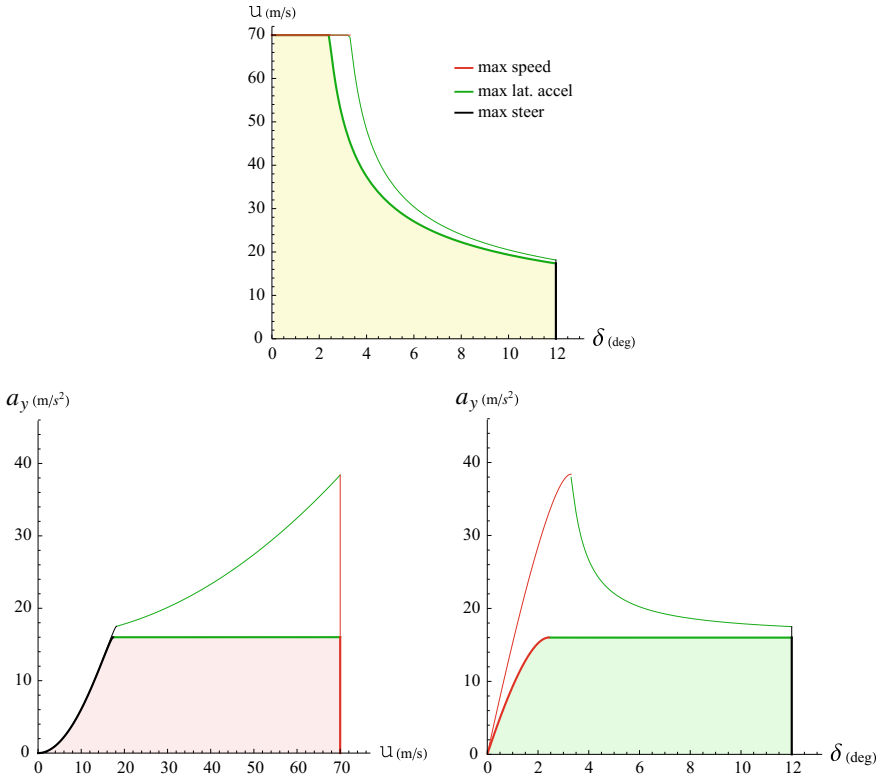 u (m/s)
70
60
50
40
30
20
10
0
0 2 4 6 8 10 12
δ (deg)
max speed
max lat. accel
max steer
a_y (m/s²)
40
30
20
10
0
0 10 20 30 40 50 60 70
u (m/s)
a_y (m/s²)
40
30
20
10
0
0 2 4 6 8 10 12
δ (deg)